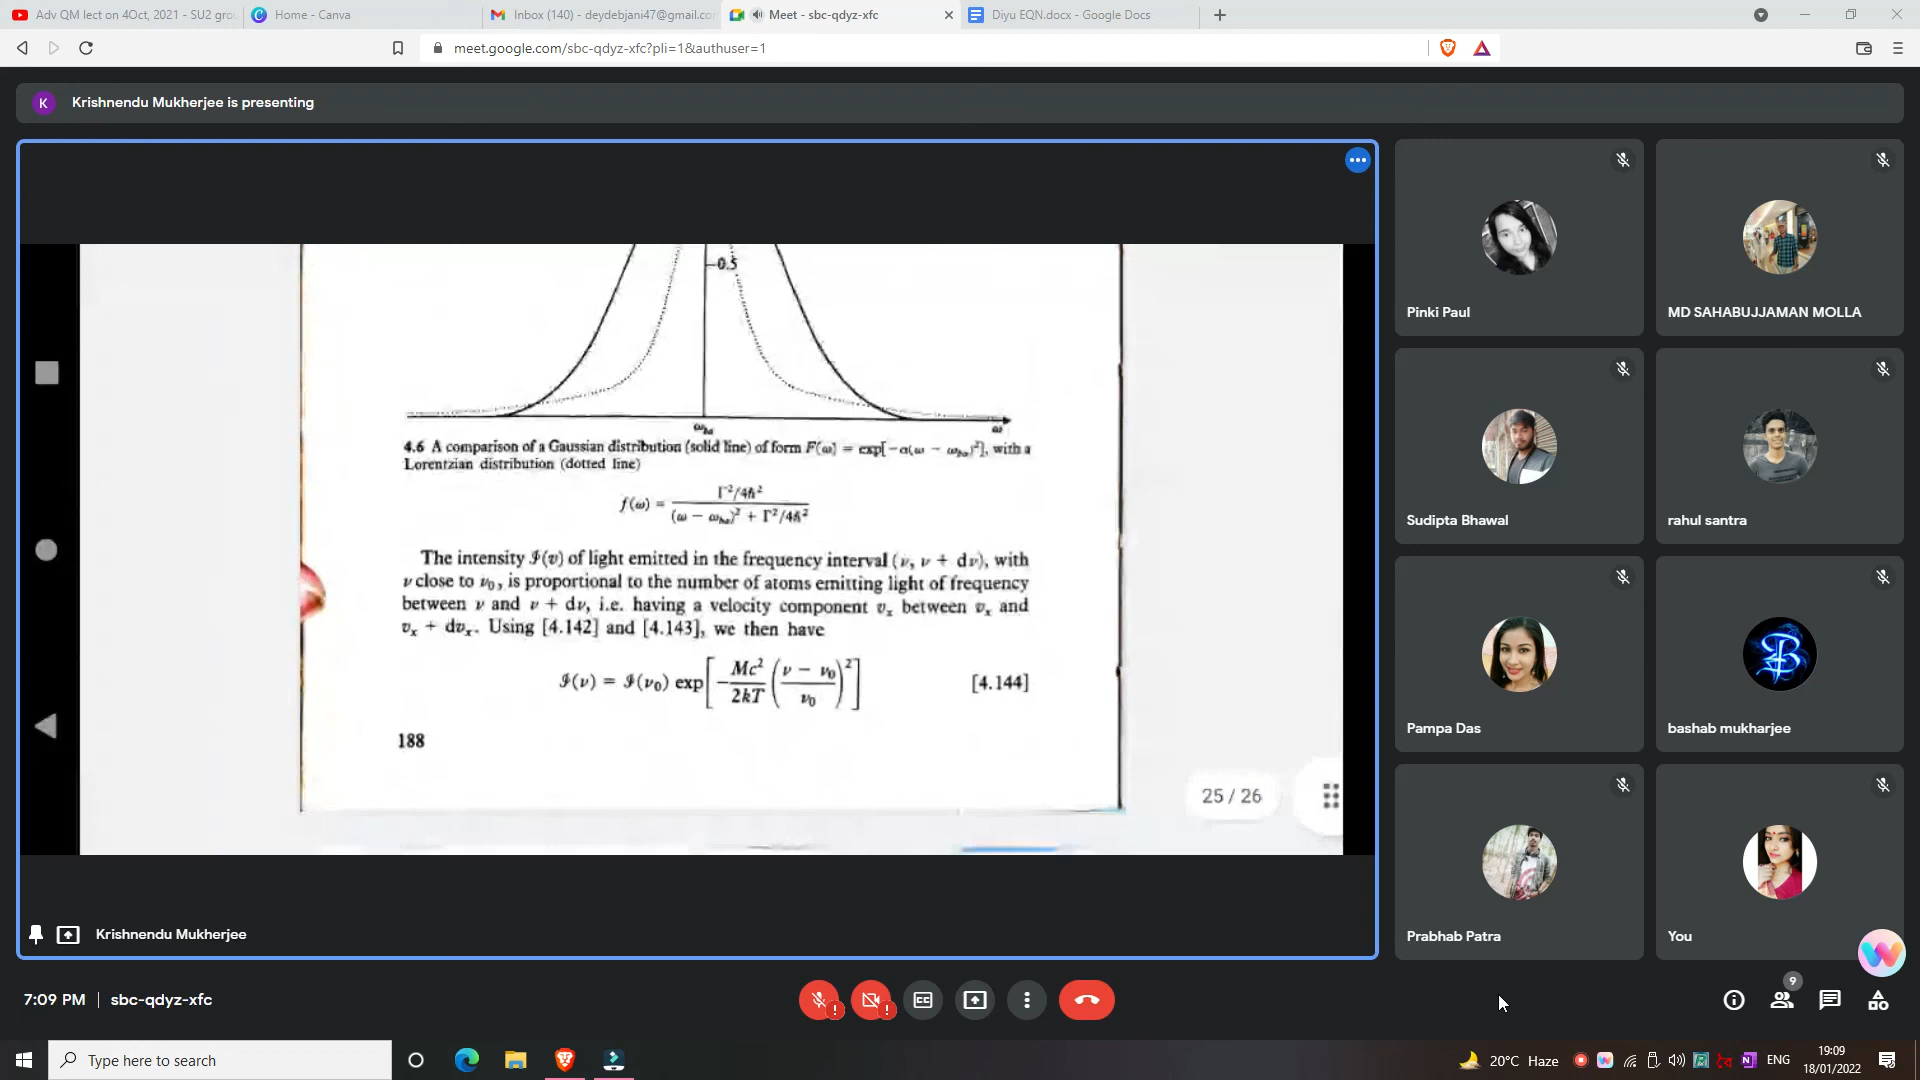 Adv QM lect on 4Oct, 2021 - SU2 grou
Home - Canva
Inbox (140) - deydebjani47@gmail.co
Meet - sbc-qdyz-xfc
Diyu EQN.docx - Google Docs
meet.google.com/sbc-qdyz-xfc?pli=1&authuser=1
K
Krishnendu Mukherjee is presenting
0.5
ω_ba
ω
4.6 A comparison of a Gaussian distribution (solid line) of form F(ω) = exp[−α(ω − ω_ba)²], with a
Lorentzian distribution (dotted line)
f(ω) = Γ²/4ℏ² / (ω − ω_ba)² + Γ²/4ℏ²
The intensity 𝓘(ν) of light emitted in the frequency interval (ν, ν + dν), with
ν close to ν₀, is proportional to the number of atoms emitting light of frequency
between ν and ν + dν, i.e. having a velocity component vₓ between vₓ and
vₓ + dvₓ. Using [4.142] and [4.143], we then have
𝓘(ν) = 𝓘(ν₀) exp[−Mc²/2kT ((ν − ν₀)/ν₀)²] [4.144]
188
25 / 26
Krishnendu Mukherjee
Pinki Paul
MD SAHABUJJAMAN MOLLA
Sudipta Bhawal
rahul santra
Pampa Das
bashab mukharjee
Prabhab Patra
You
7:09 PM | sbc-qdyz-xfc
9
Type here to search
20°C Haze
ENG
19:09
18/01/2022